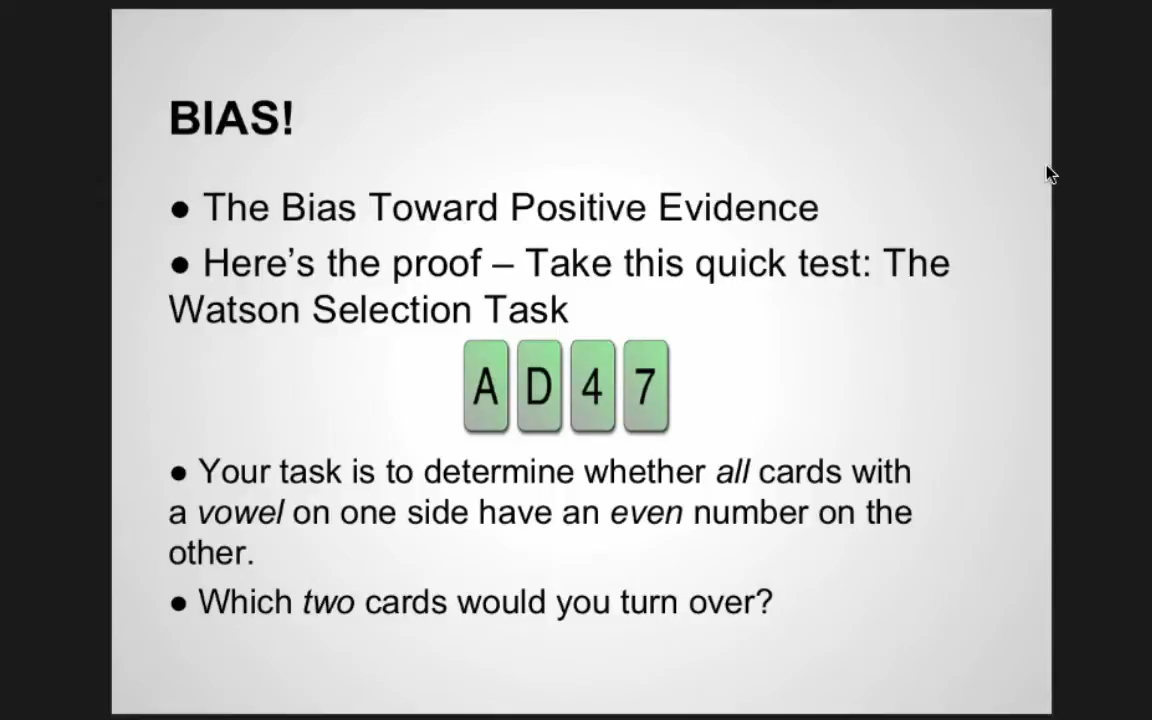 BIAS!
● The Bias Toward Positive Evidence
● Here’s the proof – Take this quick test: The
Watson Selection Task
A D 4 7
● Your task is to determine whether all cards with
a vowel on one side have an even number on the
other.
● Which two cards would you turn over?